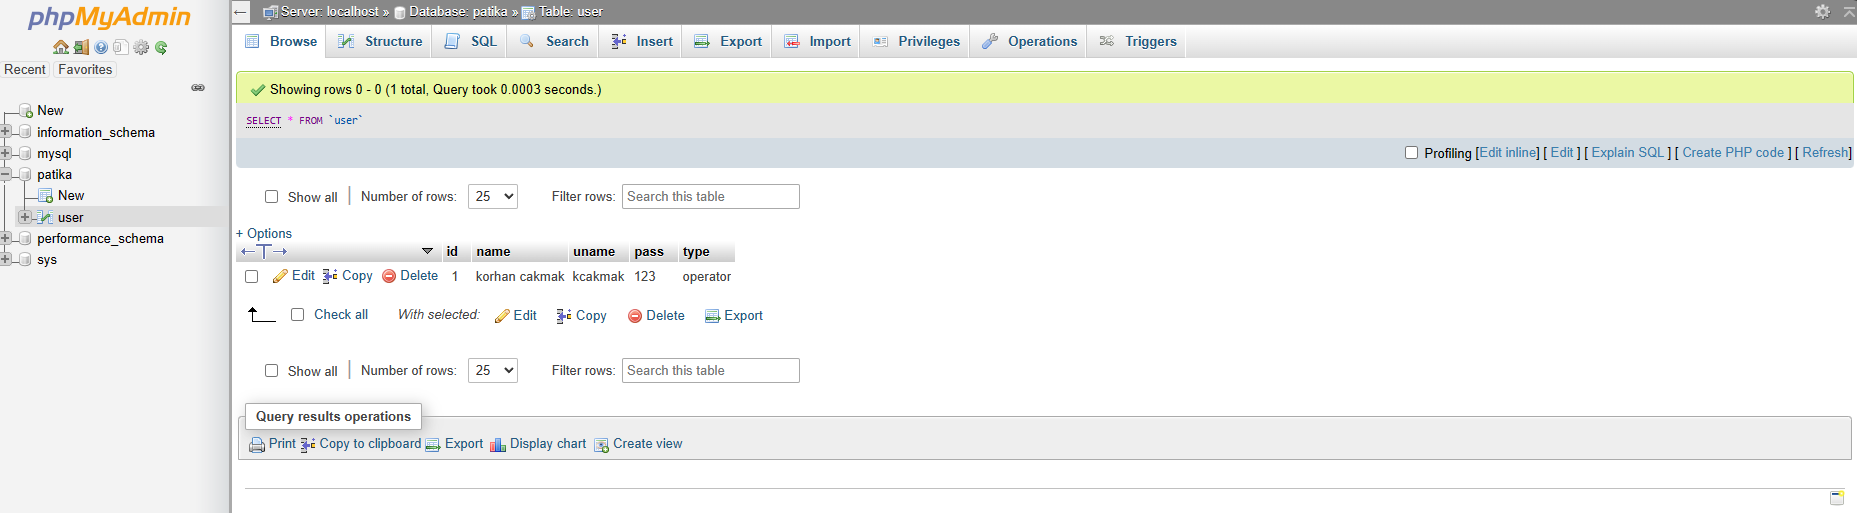 phpMyAdmin
Server: localhost » Database: patika » Table: user
Browse Structure SQL Search Insert Export Import Privileges Operations Triggers
Recent Favorites
New
information_schema
mysql
patika
New
user
performance_schema
sys
Showing rows 0 - 0 (1 total, Query took 0.0003 seconds.)
SELECT * FROM `user`
Profiling [Edit inline] [ Edit ] [ Explain SQL ] [ Create PHP code ] [ Refresh]
Show all | Number of rows: 25 Filter rows: Search this table
+ Options
←T→ id name uname pass type
Edit Copy Delete 1 korhan cakmak kcakmak 123 operator
Check all With selected: Edit Copy Delete Export
Show all | Number of rows: 25 Filter rows: Search this table
Query results operations
Print Copy to clipboard Export Display chart Create view